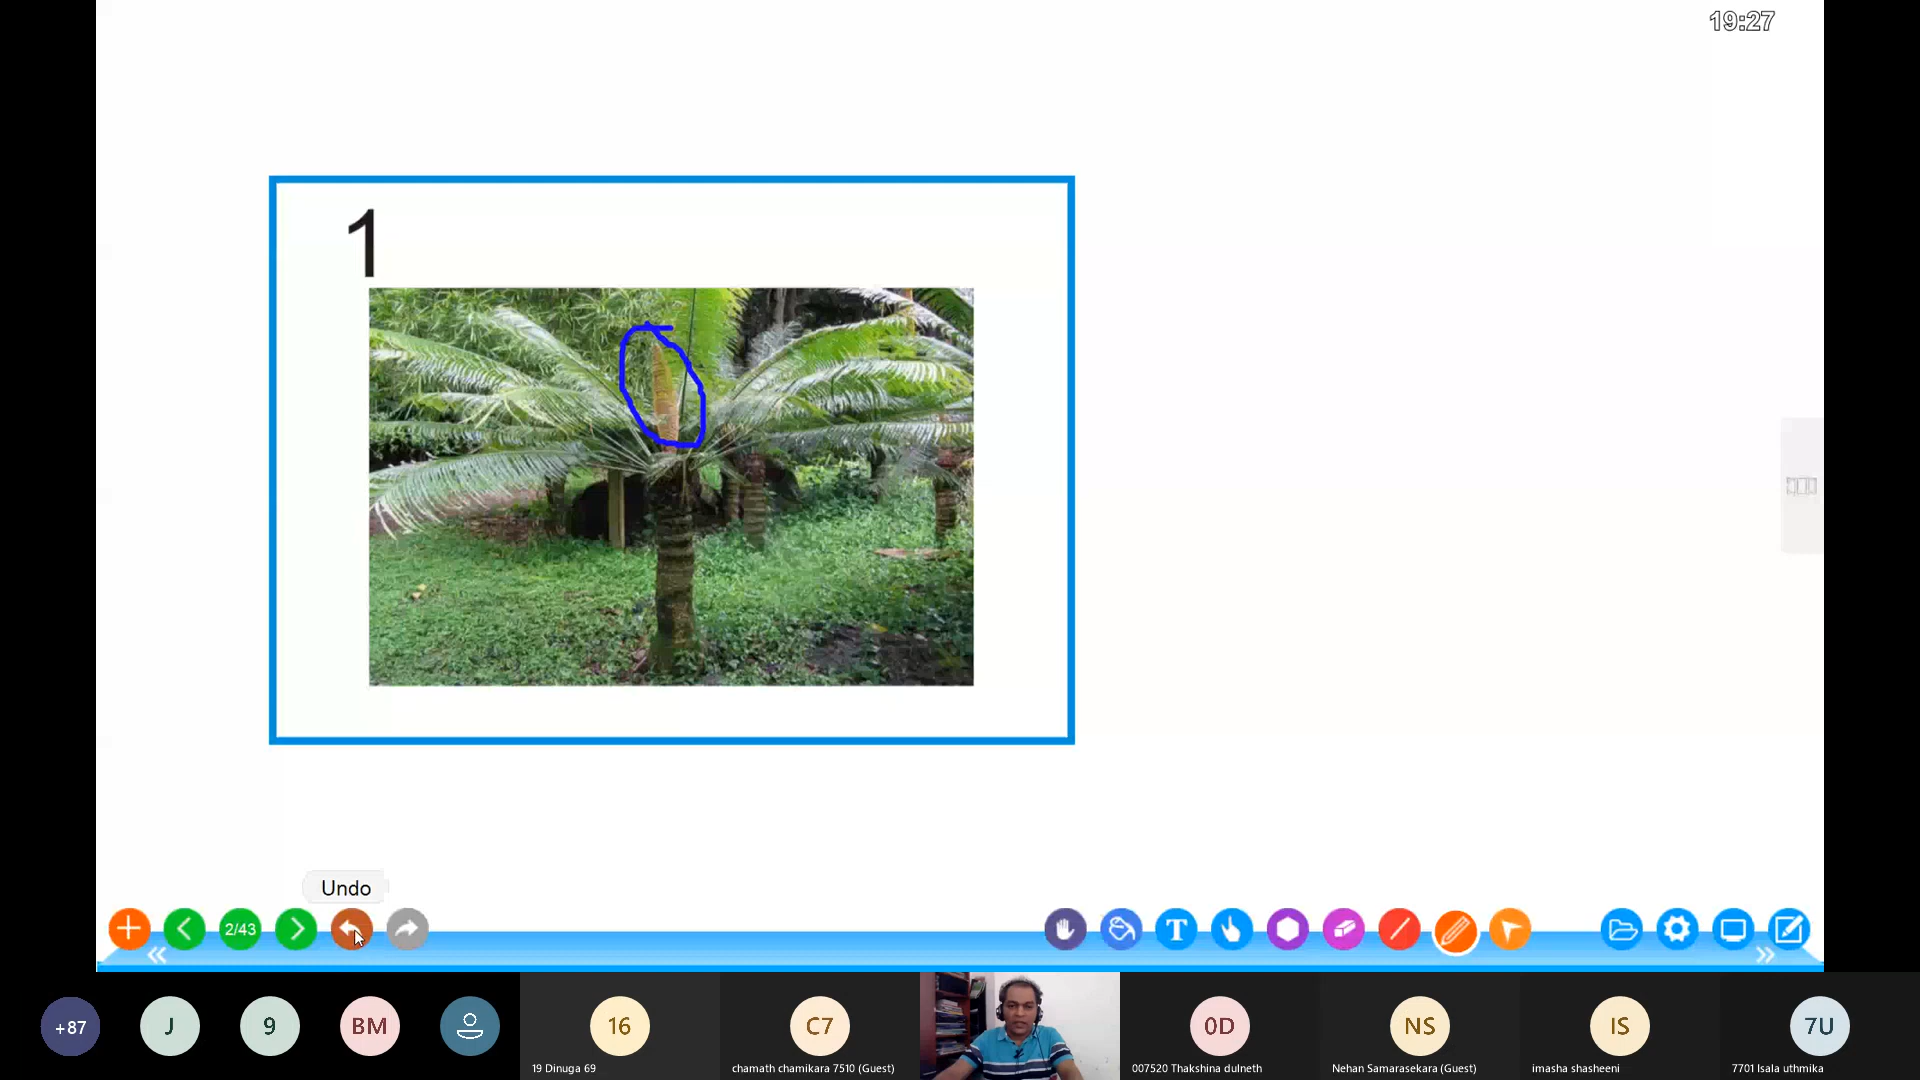 19:27
1
Undo
2/43
T
+87
J
9
BM
16
C7
0D
NS
IS
7U
19 Dinuga 69
chamath chamikara 7510 (Guest)
007520 Thakshina dulneth
Nehan Samarasekara (Guest)
imasha shasheeni
7701 Isala uthmika